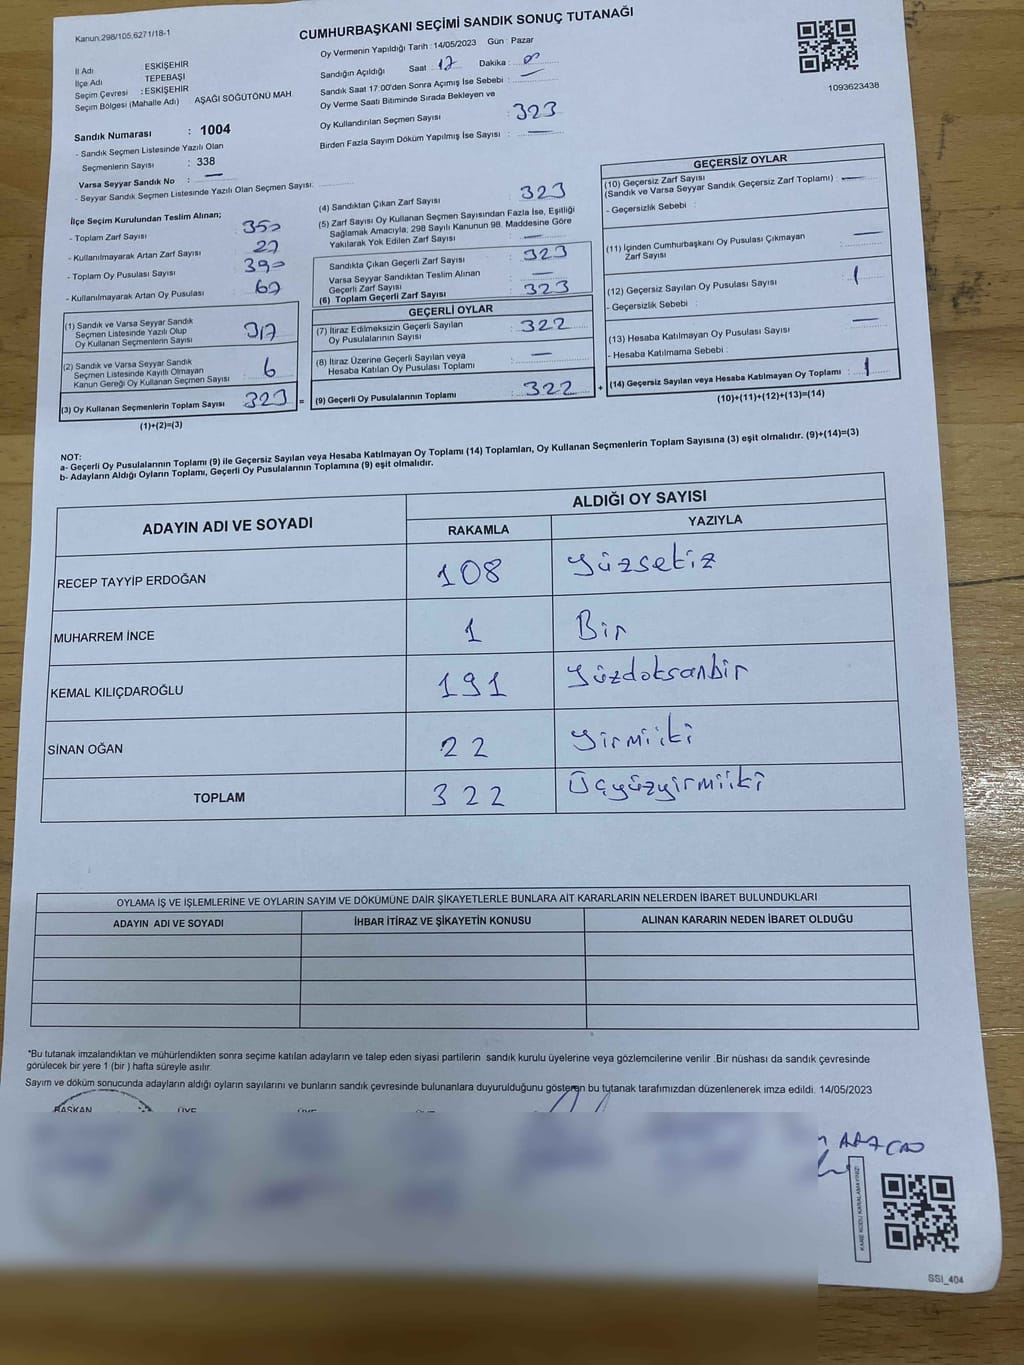 Kanun:298/105,6271/18-1
CUMHURBAŞKANI SEÇİMİ SANDIK SONUÇ TUTANAĞI
İl Adı ESKİŞEHİR
İlçe Adı TEPEBAŞI
Seçim Çevresi : ESKİŞEHİR
Seçim Bölgesi (Mahalle Adı) AŞAĞI SÖĞÜTÖNÜ MAH.
Oy Vermenin Yapıldığı Tarih : 14/05/2023 Gün : Pazar
Sandığın Açıldığı Saat : 17 Dakika :
Sandık Saat 17:00'den Sonra Açımış İse Sebebi :
Oy Verme Saati Bitiminde Sırada Bekleyen ve
Oy Kullandırılan Seçmen Sayısı : 323
Birden Fazla Sayım Döküm Yapılmış İse Sayısı : —
1093623438
Sandık Numarası : 1004
- Sandık Seçmen Listesinde Yazılı Olan
Seçmenlerin Sayısı : 338
Varsa Seyyar Sandık No : —
- Seyyar Sandık Seçmen Listesinde Yazılı Olan Seçmen Sayısı:
İlçe Seçim Kurulundan Teslim Alınan;
- Toplam Zarf Sayısı : 350
- Kullanılmayarak Artan Zarf Sayısı : 27
- Toplam Oy Pusulası Sayısı : 390
- Kullanılmayarak Artan Oy Pusulası : 67
(1) Sandık ve Varsa Seyyar Sandık
Seçmen Listesinde Yazılı Olup
Oy Kullanan Seçmenlerin Sayısı : 317
(2) Sandık ve Varsa Seyyar Sandık
Seçmen Listesinde Kayıtlı Olmayan
Kanun Gereği Oy Kullanan Seçmen Sayısı : 6
(3) Oy Kullanan Seçmenlerin Toplam Sayısı : 323 =
(1)+(2)=(3)
(4) Sandıktan Çıkan Zarf Sayısı : 323
(5) Zarf Sayısı Oy Kullanan Seçmen Sayısından Fazla İse, Eşitliği
Sağlamak Amacıyla, 298 Sayılı Kanunun 98. Maddesine Göre
Yakılarak Yok Edilen Zarf Sayısı : —
Sandıkta Çıkan Geçerli Zarf Sayısı : 323
Varsa Seyyar Sandıktan Teslim Alınan
Geçerli Zarf Sayısı : —
(6) Toplam Geçerli Zarf Sayısı : 323
GEÇERLİ OYLAR
(7) İtiraz Edilmeksizin Geçerli Sayılan
Oy Pusulalarının Sayısı : 322
(8) İtiraz Üzerine Geçerli Sayılan veya
Hesaba Katılan Oy Pusulası Toplamı : —
(9) Geçerli Oy Pusulalarının Toplamı : 322 +
GEÇERSİZ OYLAR
(10) Geçersiz Zarf Sayısı
(Sandık ve Varsa Seyyar Sandık Geçersiz Zarf Toplamı) : —
- Geçersizlik Sebebi :
(11) İçinden Cumhurbaşkanı Oy Pusulası Çıkmayan
Zarf Sayısı : —
(12) Geçersiz Sayılan Oy Pusulası Sayısı : 1
- Geçersizlik Sebebi :
(13) Hesaba Katılmayan Oy Pusulası Sayısı : —
- Hesaba Katılmama Sebebi :
(14) Geçersiz Sayılan veya Hesaba Katılmayan Oy Toplamı : 1
(10)+(11)+(12)+(13)=(14)
NOT:
a- Geçerli Oy Pusulalarının Toplamı (9) ile Geçersiz Sayılan veya Hesaba Katılmayan Oy Toplamı (14) Toplamları, Oy Kullanan Seçmenlerin Toplam Sayısına (3) eşit olmalıdır. (9)+(14)=(3)
b- Adayların Aldığı Oyların Toplamı, Geçerli Oy Pusulalarının Toplamına (9) eşit olmalıdır.
ADAYIN ADI VE SOYADI ALDIĞI OY SAYISI
RAKAMLA YAZIYLA
RECEP TAYYİP ERDOĞAN 108 Yüzsekiz
MUHARREM İNCE 1 Bir
KEMAL KILIÇDAROĞLU 191 Yüzdoksanbir
SİNAN OĞAN 22 Yirmiiki
TOPLAM 322 Üçyüzyirmiiki
OYLAMA İŞ VE İŞLEMLERİNE VE OYLARIN SAYIM VE DÖKÜMÜNE DAİR ŞİKAYETLERLE BUNLARA AİT KARARLARIN NELERDEN İBARET BULUNDUKLARI
ADAYIN ADI VE SOYADI İHBAR İTİRAZ VE ŞİKAYETİN KONUSU ALINAN KARARIN NEDEN İBARET OLDUĞU
*Bu tutanak imzalandıktan ve mühürlendikten sonra seçime katılan adayların ve talep eden siyasi partilerin sandık kurulu üyelerine veya gözlemcilerine verilir .Bir nüshası da sandık çevresinde
görülecek bir yere 1 (bir ) hafta süreyle asılır
Sayım ve döküm sonucunda adayların aldığı oyların sayılarını ve bunların sandık çevresinde bulunanlara duyurulduğunu gösteren bu tutanak tarafımızdan düzenlenerek imza edildi. 14/05/2023
BAŞKAN ÜYE
KARE KODU KARALAMAYINIZ!
SSİ_404